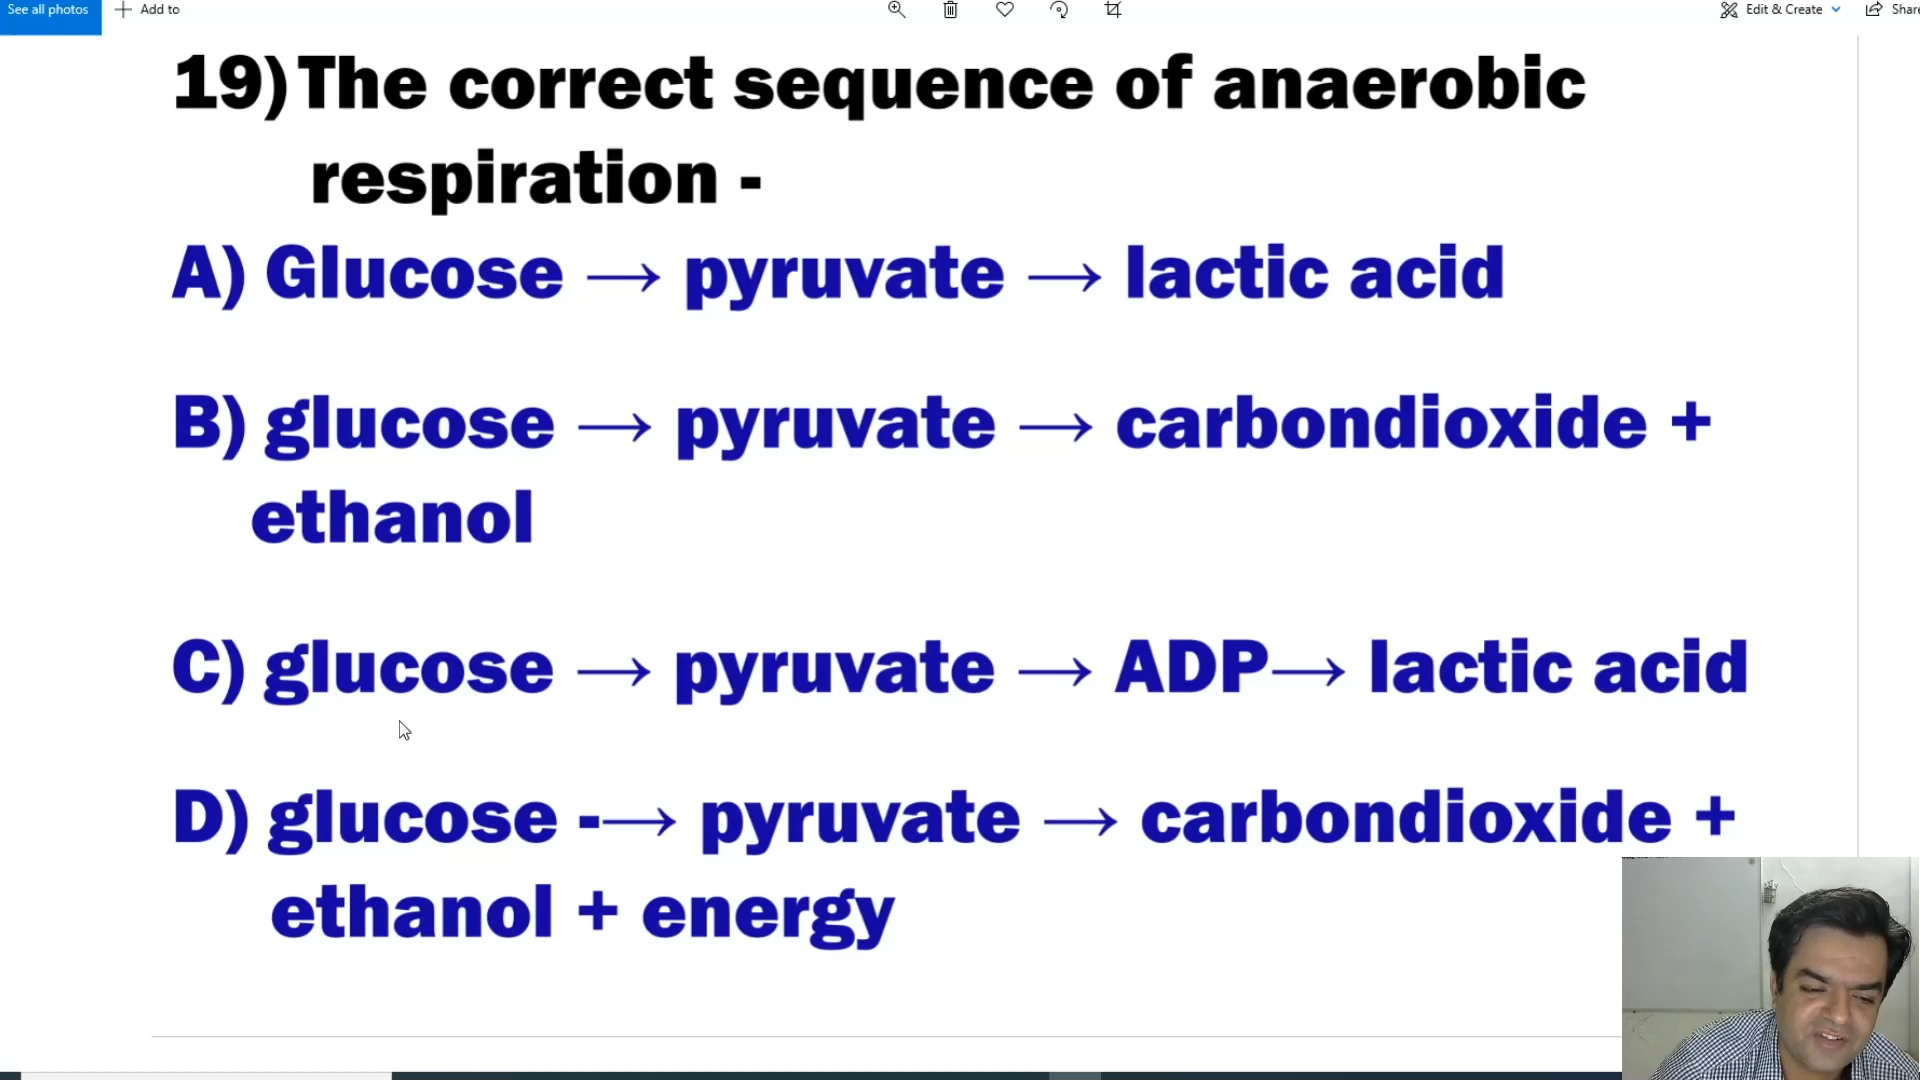 See all photos + Add to Edit & Create Share
19) The correct sequence of anaerobic
respiration -
A) Glucose → pyruvate → lactic acid
B) glucose → pyruvate → carbondioxide +
ethanol
C) glucose → pyruvate → ADP→ lactic acid
D) glucose -→ pyruvate → carbondioxide +
ethanol + energy